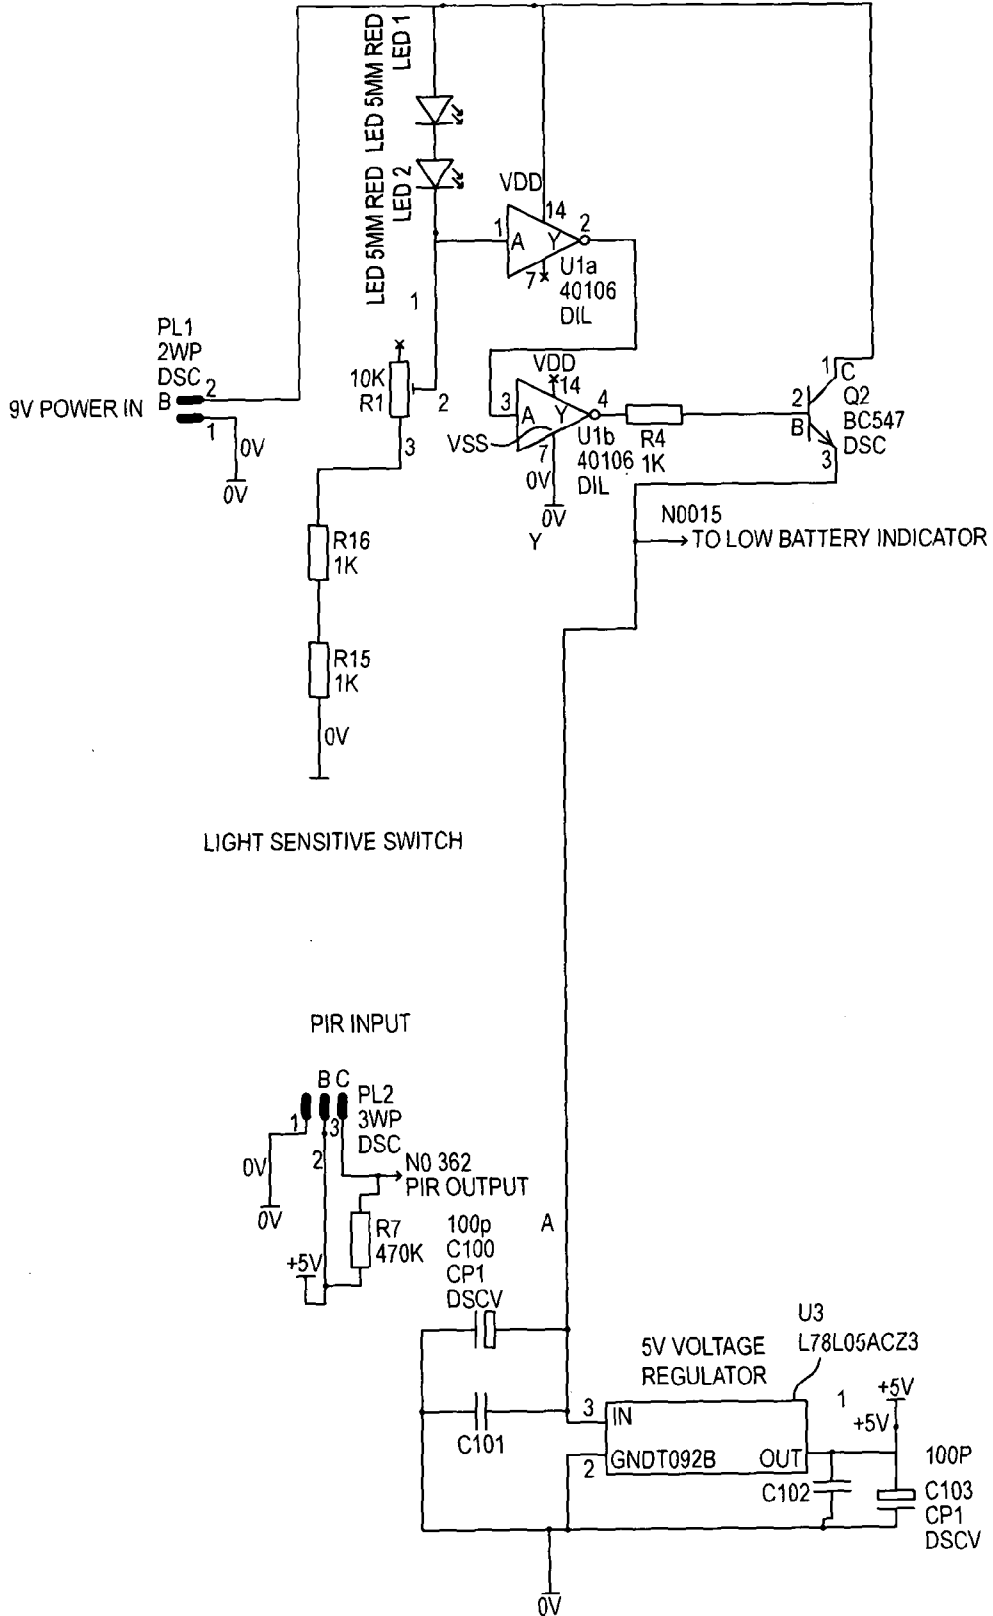 LED 5MM RED
LED 1
LED 5MM RED
LED 2
VDD
14
2
1
A
Y
7
U1a
40106
DIL
1
PL1
2WP
DSC
B
2
9V POWER IN
1
0V
0V
10K
R1
2
3
VDD
14
3
A
Y
4
VSS
7
U1b
40106
DIL
0V
0V
Y
R4
1K
1
C
2
Q2
BC547
B
DSC
3
N0015
TO LOW BATTERY INDICATOR
R16
1K
R15
1K
0V
LIGHT SENSITIVE SWITCH
PIR INPUT
B C
PL2
3WP
DSC
1
3
2
0V
0V
N0 362
PIR OUTPUT
R7
470K
+5V
100p
C100
CP1
DSCV
A
C101
U3
L78L05ACZ3
5V VOLTAGE
REGULATOR
3
IN
2
GNDT092B
OUT
1
+5V
+5V
100P
C102
C103
CP1
DSCV
0V